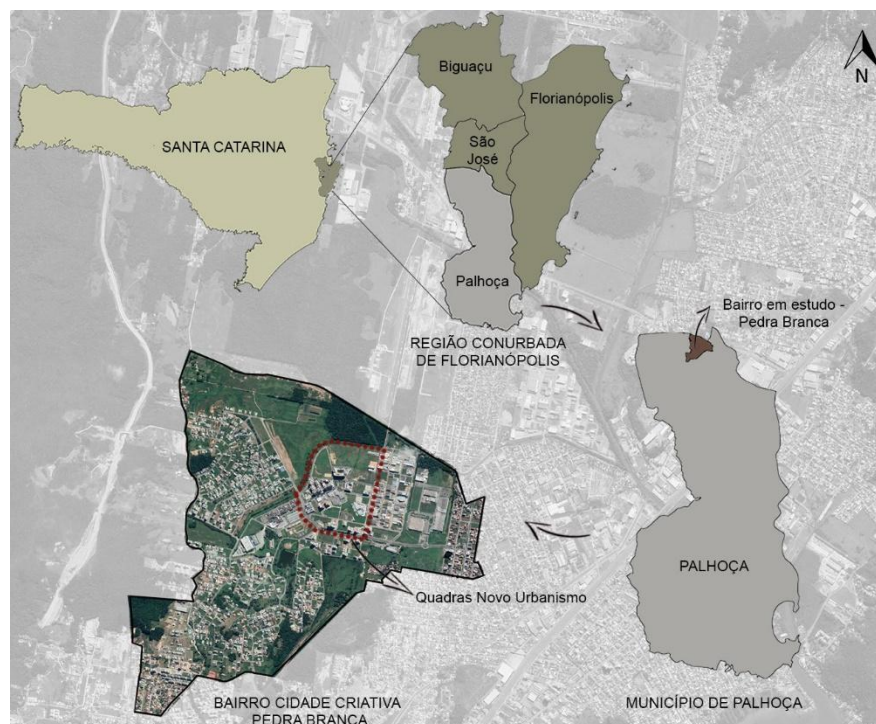 N
Biguaçu
Florianópolis
SANTA CATARINA
São
José
Palhoça
REGIÃO CONURBADA
DE FLORIANÓPOLIS
Bairro em estudo -
Pedra Branca
PALHOÇA
Quadras Novo Urbanismo
BAIRRO CIDADE CRIATIVA
PEDRA BRANCA
MUNICÍPIO DE PALHOÇA